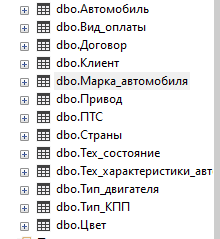 dbo.Автомобиль
dbo.Вид_оплаты
dbo.Договор
dbo.Клиент
dbo.Марка_автомобиля
dbo.Привод
dbo.ПТС
dbo.Страны
dbo.Тех_состояние
dbo.Тех_характеристики_авт
dbo.Тип_двигателя
dbo.Тип_КПП
dbo.Цвет